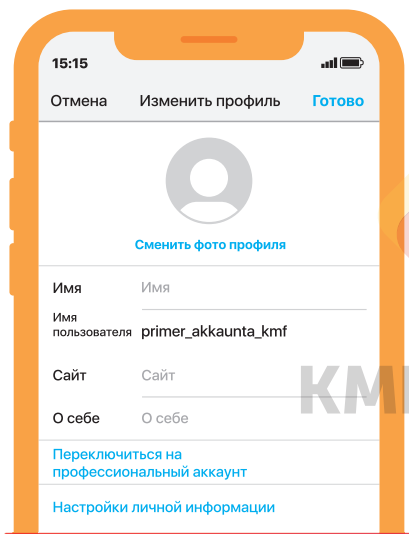 15:15
Отмена Изменить профиль Готово
Сменить фото профиля
Имя Имя
Имя
пользователя primer_akkaunta_kmf
Сайт Сайт
О себе О себе
Переключиться на
профессиональный аккаунт
Настройки личной информации